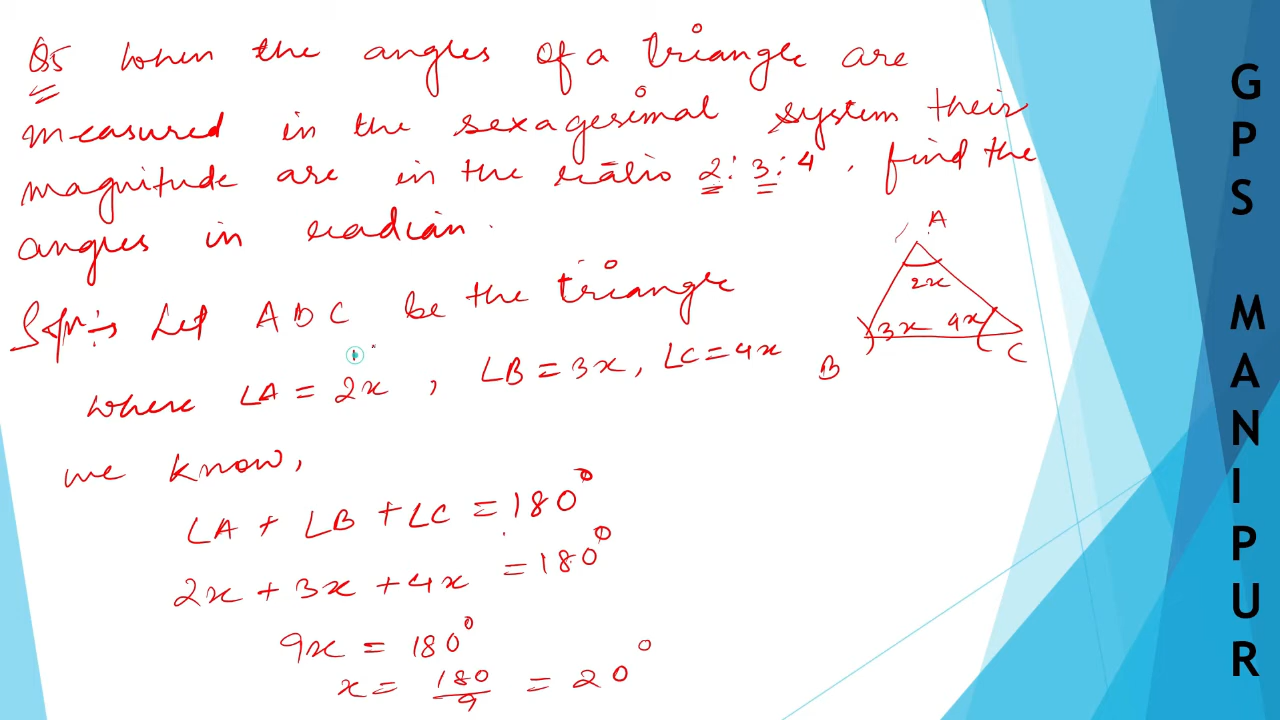 Q5 When the angles of a triangle are
measured in the sexagesimal system their
magnitude are in the ratio 2:3:4, find the
angles in radian.
Soln:→ Let ABC be the triangle
where ∠A = 2x, ∠B = 3x, ∠C = 4x
we know,
∠A + ∠B + ∠C = 180°
2x + 3x + 4x = 180°
9x = 180°
x = 180/9 = 20°
A
2x
3x 4x
B
C
GPS MANIPUR